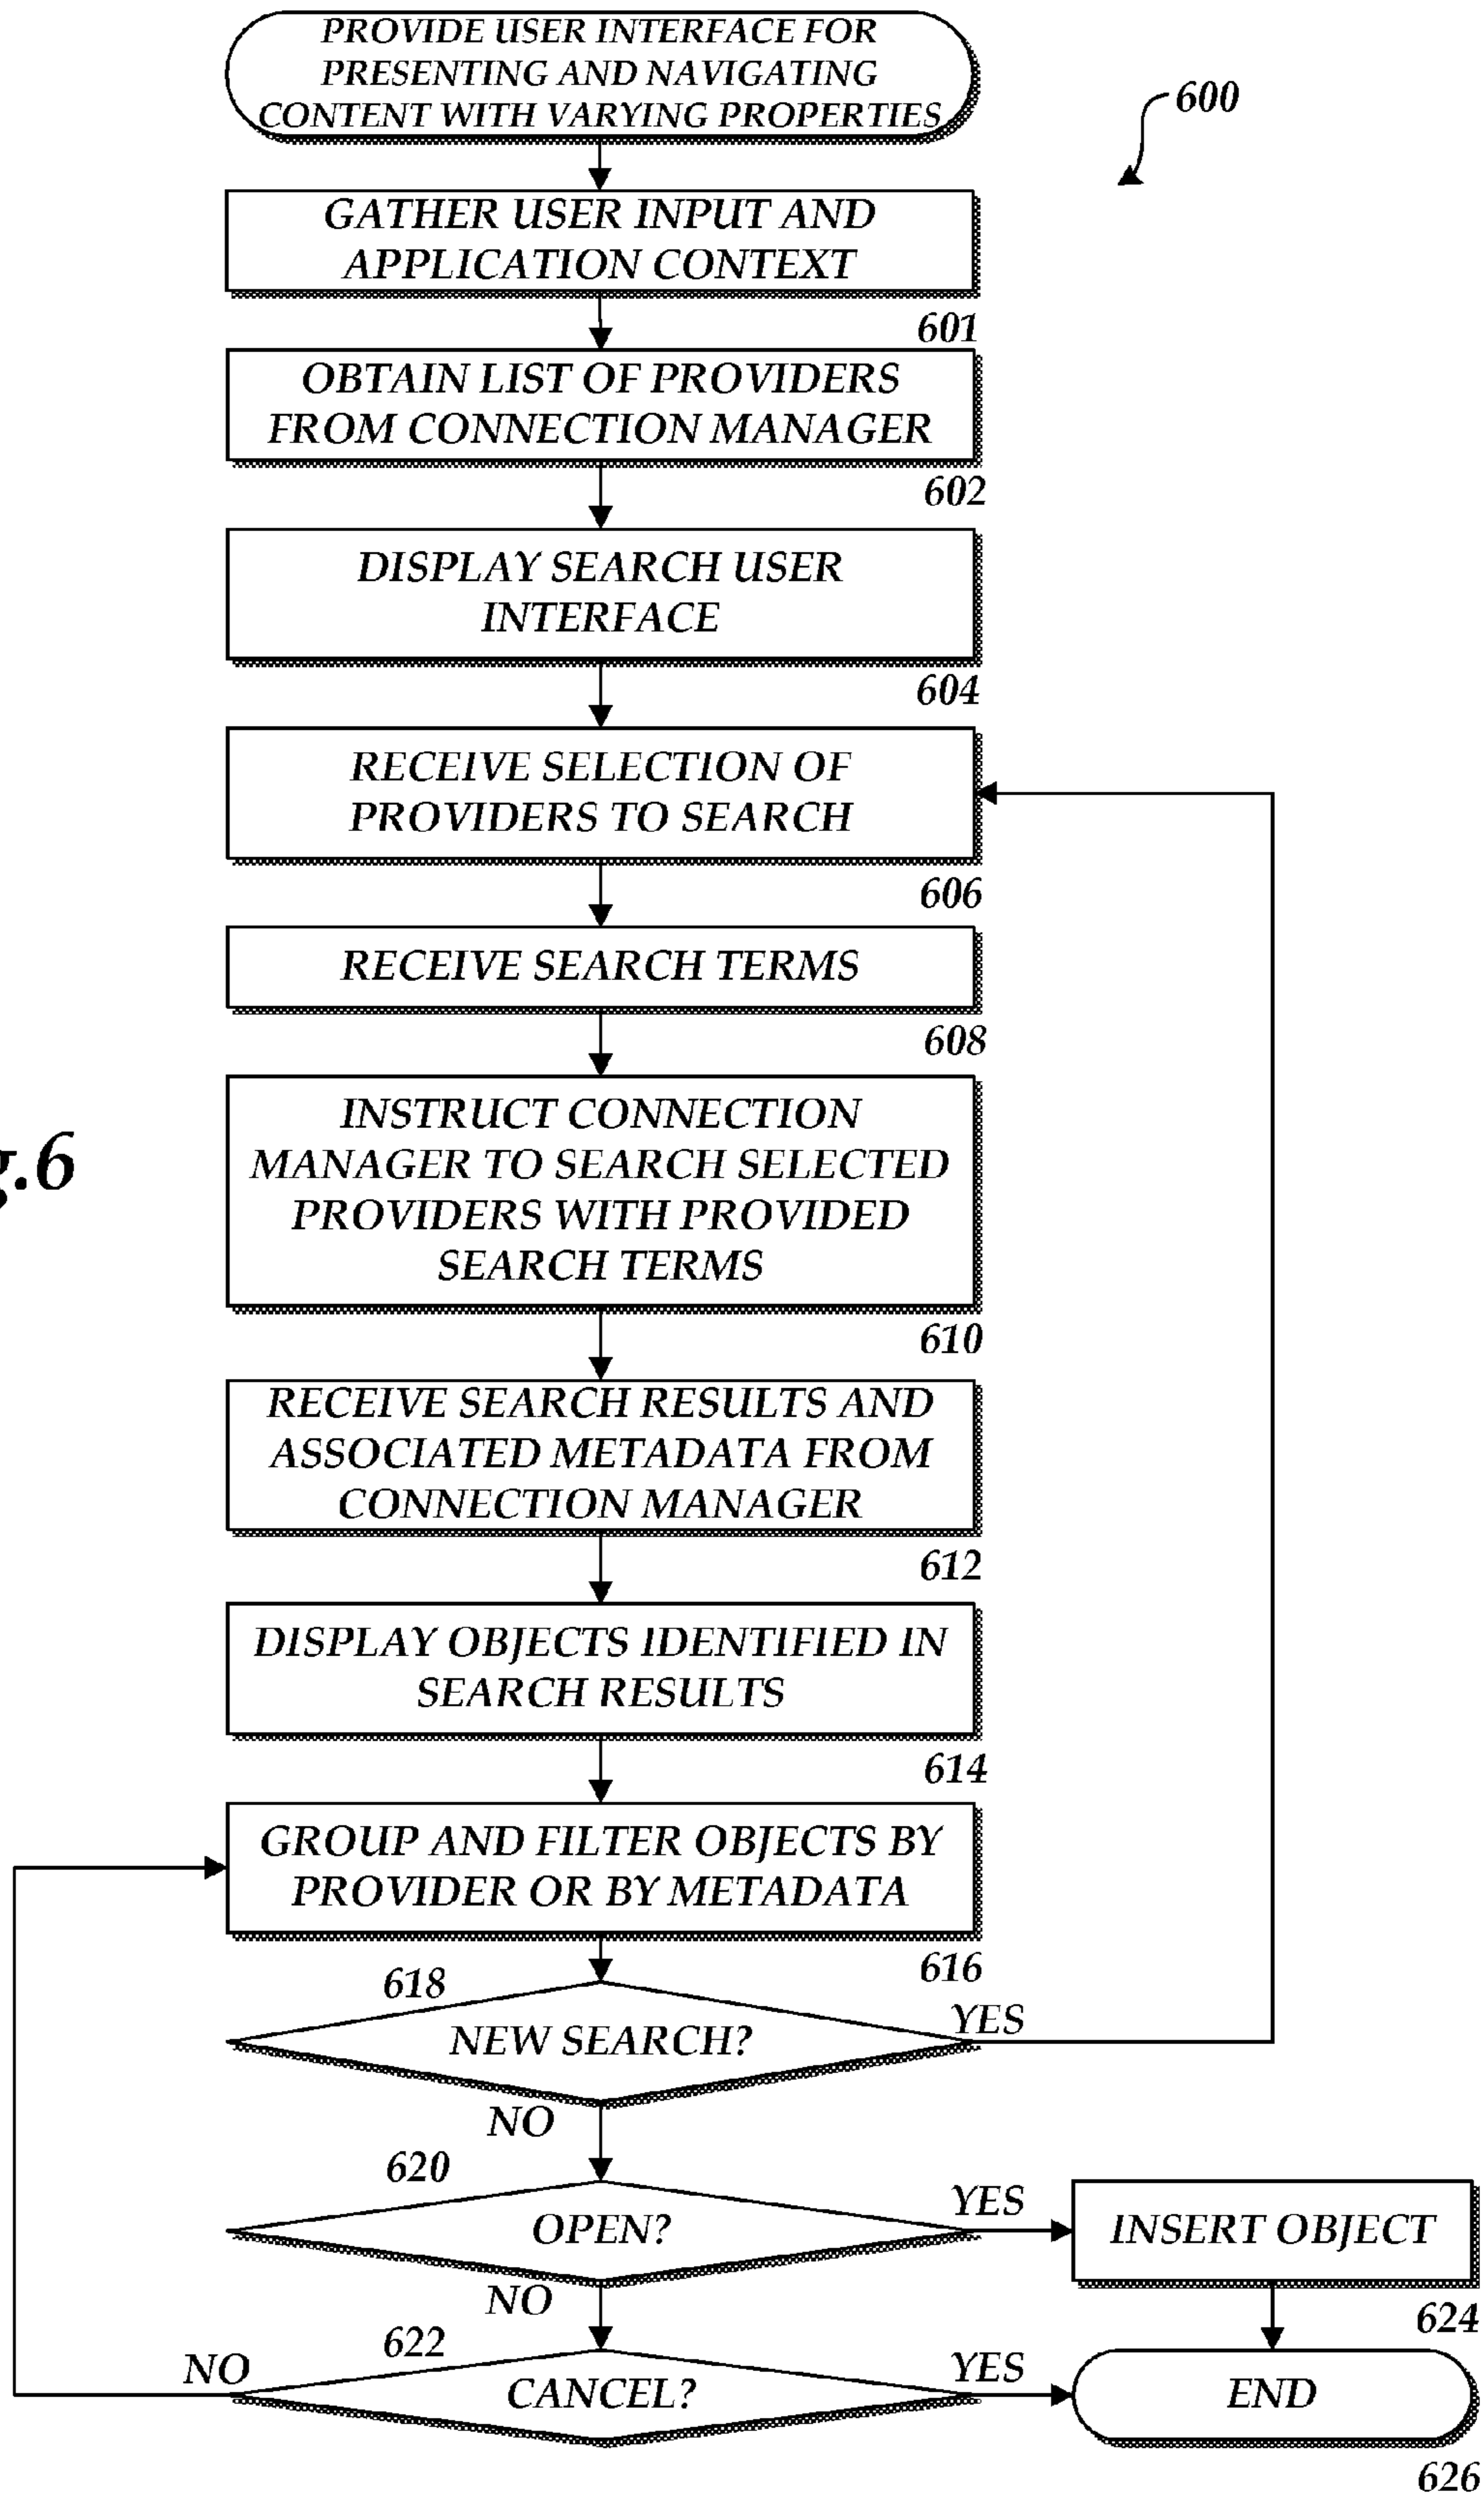 PROVIDE USER INTERFACE FOR
PRESENTING AND NAVIGATING
CONTENT WITH VARYING PROPERTIES
600
GATHER USER INPUT AND
APPLICATION CONTEXT
601
OBTAIN LIST OF PROVIDERS
FROM CONNECTION MANAGER
602
DISPLAY SEARCH USER
INTERFACE
604
RECEIVE SELECTION OF
PROVIDERS TO SEARCH
606
RECEIVE SEARCH TERMS
608
INSTRUCT CONNECTION
MANAGER TO SEARCH SELECTED
PROVIDERS WITH PROVIDED
SEARCH TERMS
610
g.6
RECEIVE SEARCH RESULTS AND
ASSOCIATED METADATA FROM
CONNECTION MANAGER
612
DISPLAY OBJECTS IDENTIFIED IN
SEARCH RESULTS
614
GROUP AND FILTER OBJECTS BY
PROVIDER OR BY METADATA
616
618
NEW SEARCH?
YES
NO
620
OPEN?
YES
INSERT OBJECT
624
NO
622
CANCEL?
NO
YES
END
626